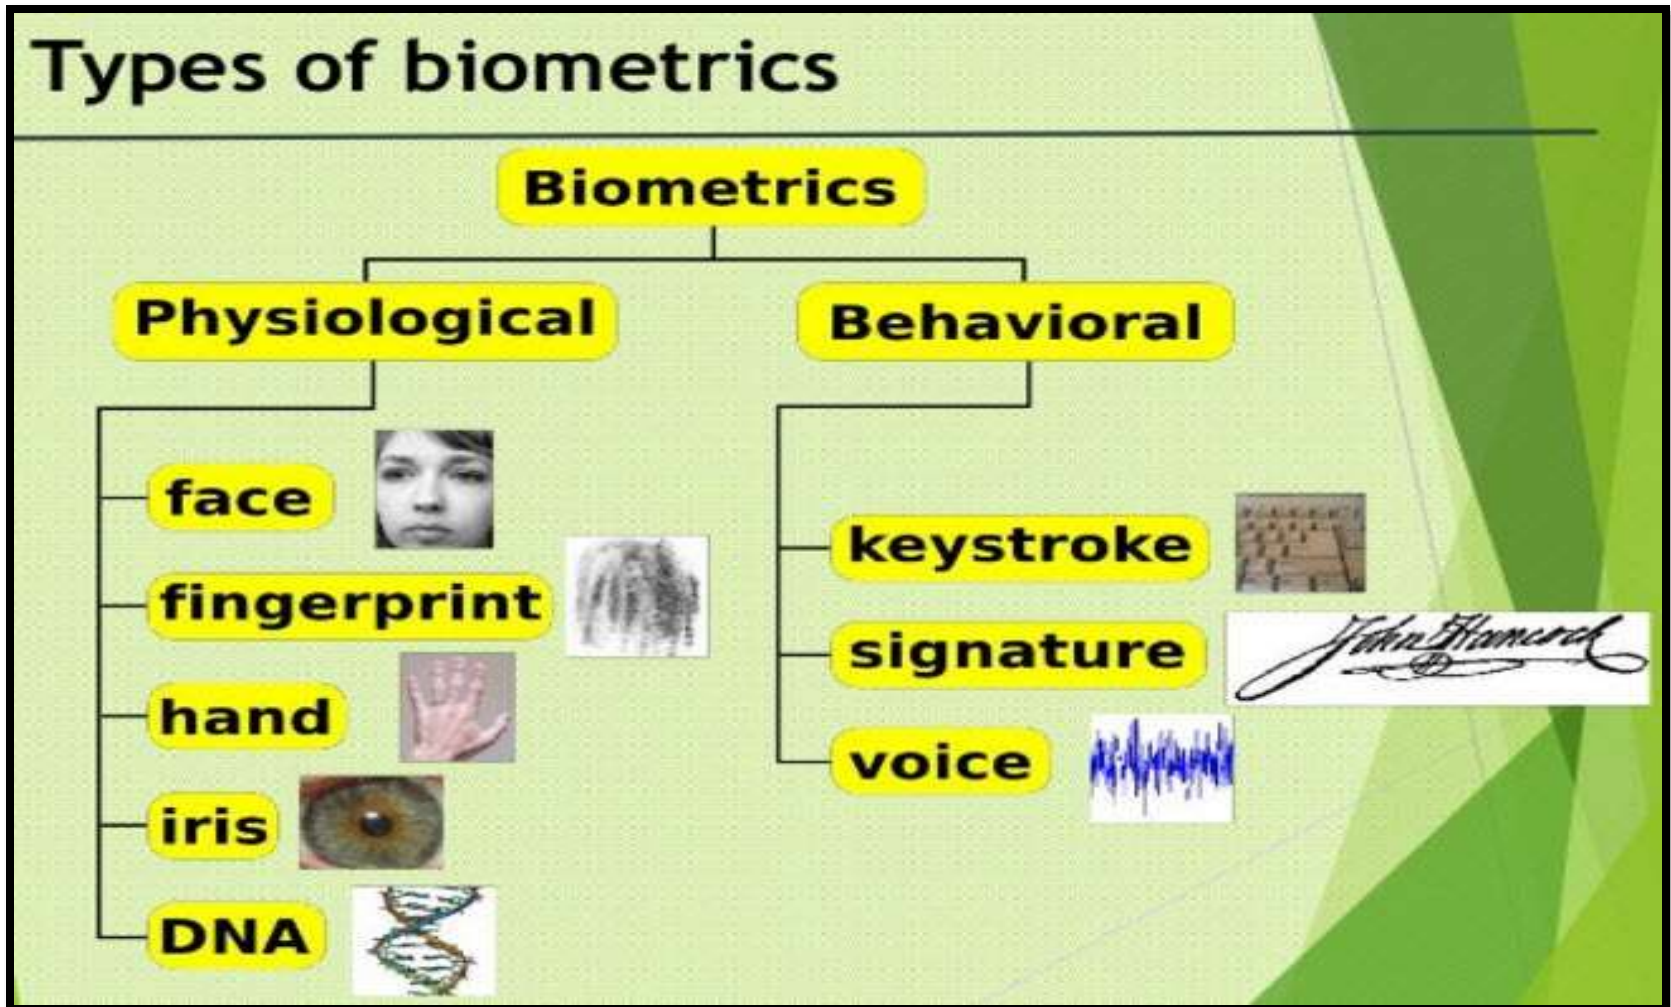 Types of biometrics
Biometrics
Physiological
Behavioral
face
fingerprint
hand
iris
DNA
keystroke
signature
John Hancock
voice